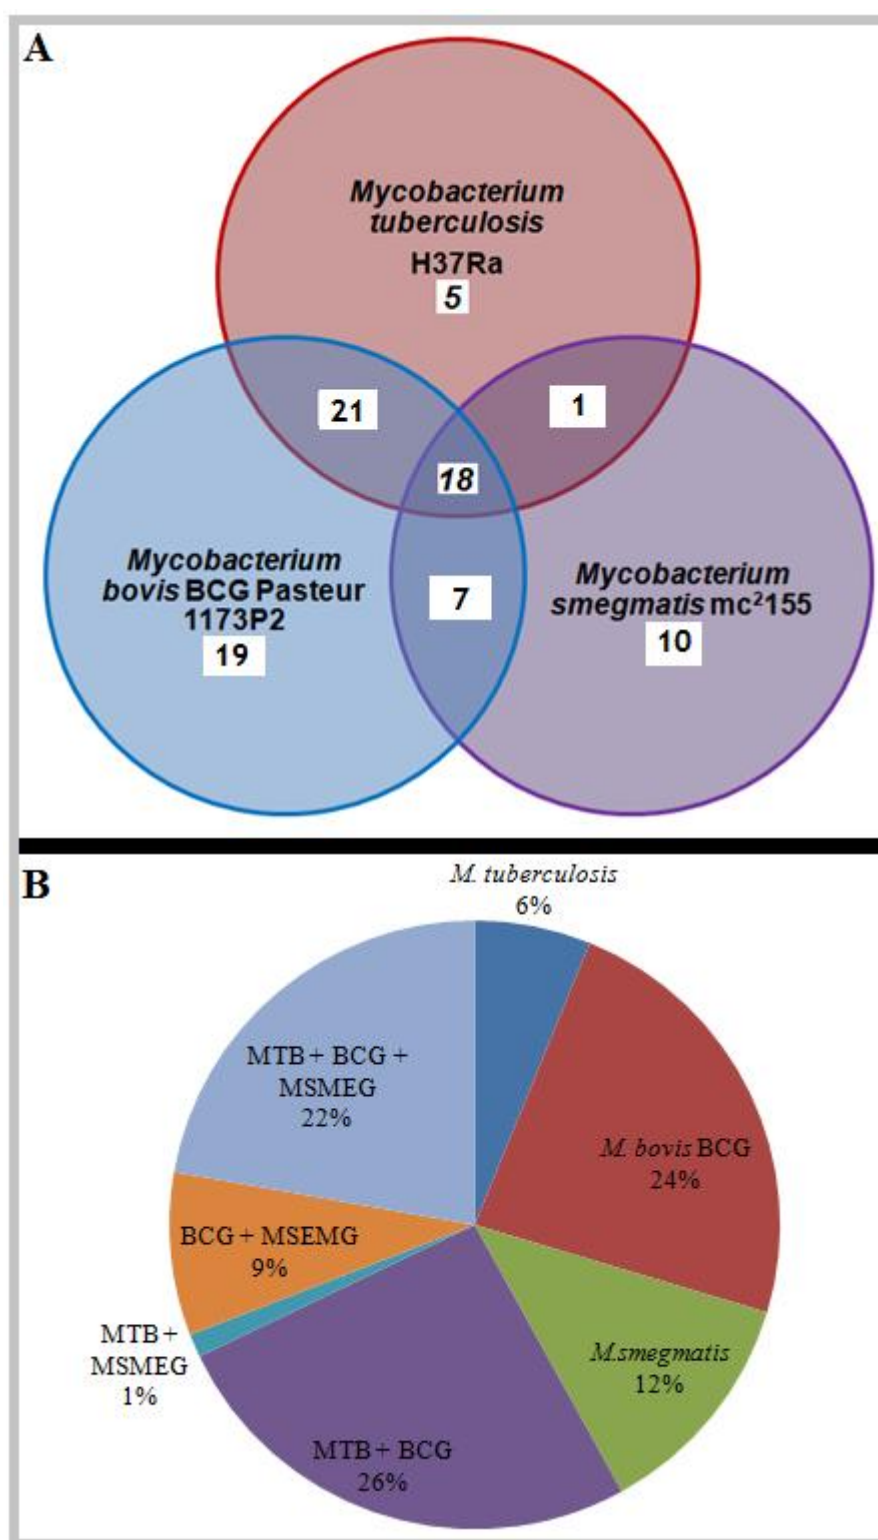 A
Mycobacterium
tuberculosis
H37Ra
5
21
1
18
Mycobacterium
bovis BCG Pasteur
1173P2
19
7
Mycobacterium
smegmatis mc²155
10
B
M. tuberculosis
6%
MTB + BCG +
MSMEG
22%
M. bovis BCG
24%
BCG + MSEMG
9%
MTB +
MSMEG
1%
M.smegmatis
12%
MTB + BCG
26%